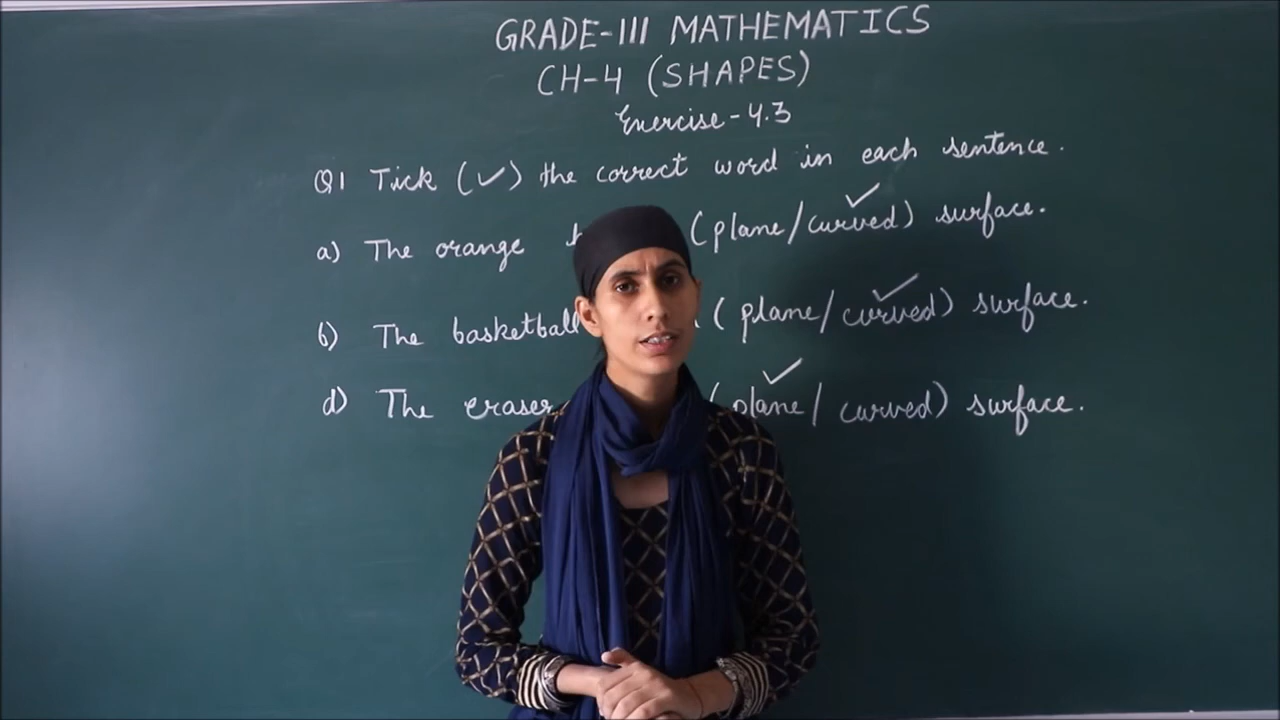 GRADE-III MATHEMATICS
CH-4 (SHAPES)
Exercise-4.3
Q1 Tick (✓) the correct word in each sentence.
a) The orange (plane/curved) ✓ surface.
b) The basketball (plane/curved) ✓ surface.
d) The eraser (plane/curved) ✓ surface.